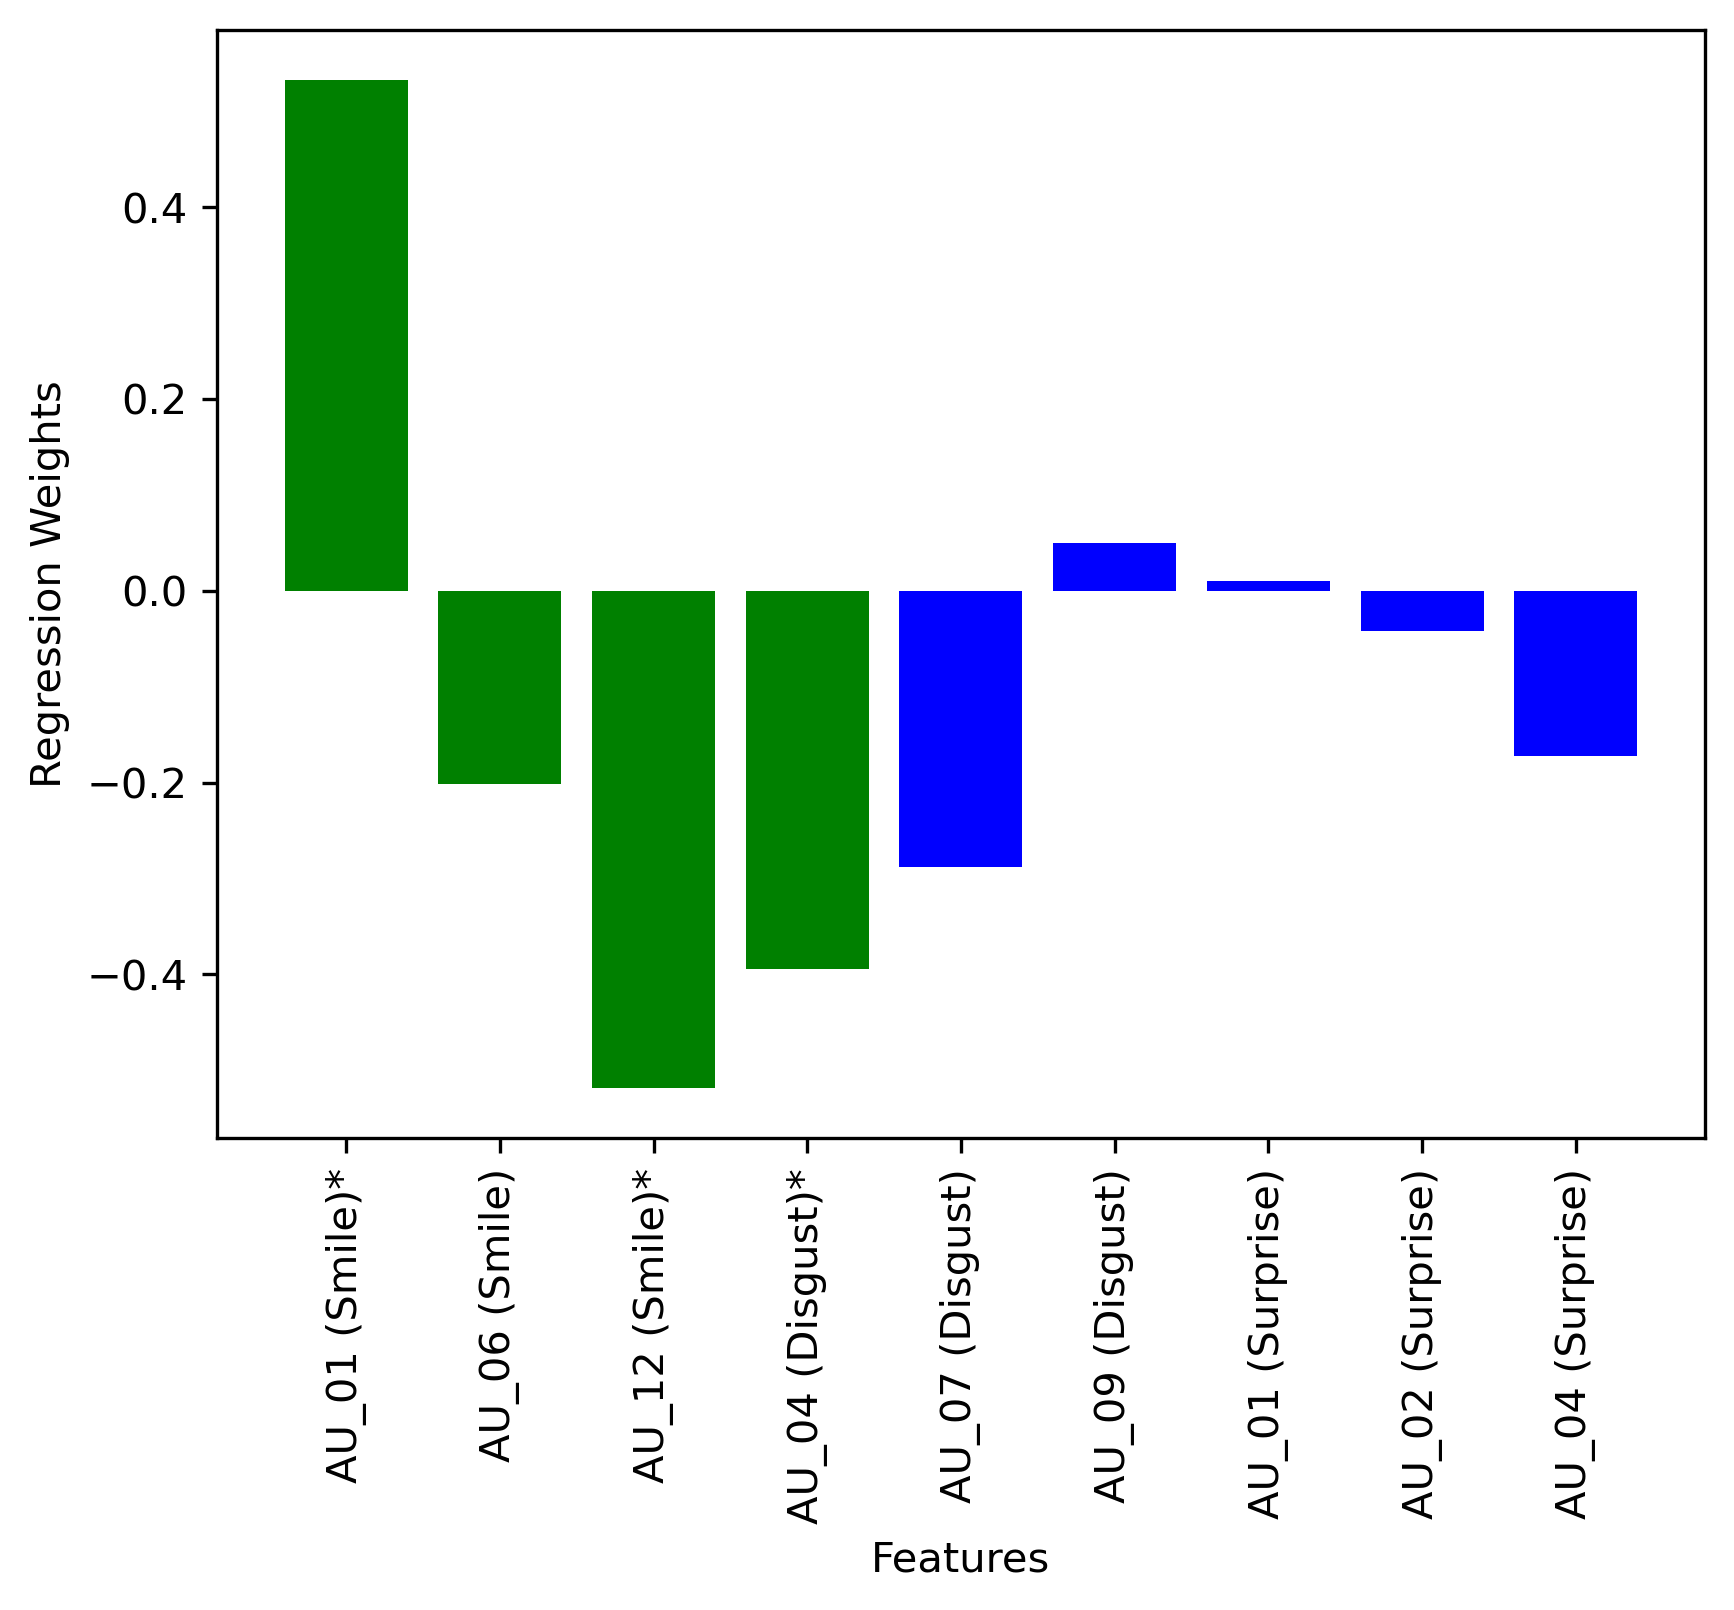 Regression Weights
0.4
0.2
0.0
−0.2
−0.4
AU_01 (Smile)*
AU_06 (Smile)
AU_12 (Smile)*
AU_04 (Disgust)*
AU_07 (Disgust)
AU_09 (Disgust)
AU_01 (Surprise)
AU_02 (Surprise)
AU_04 (Surprise)
Features